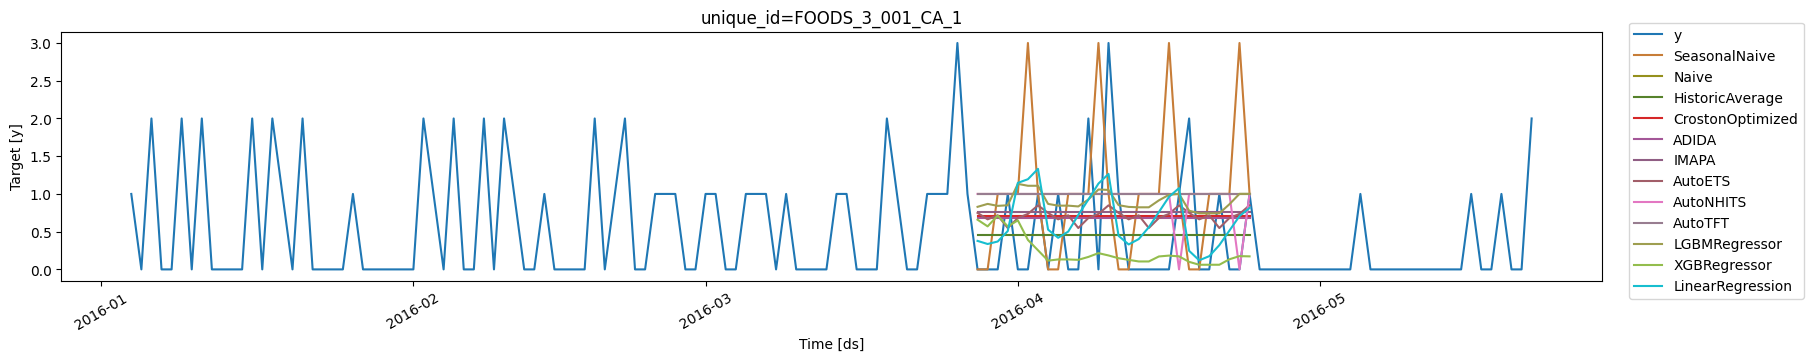 unique_id=FOODS_3_001_CA_1
Target [y]
3.0
2.5
2.0
1.5
1.0
0.5
0.0
2016-01
2016-02
2016-03
2016-04
2016-05
Time [ds]
y
SeasonalNaive
Naive
HistoricAverage
CrostonOptimized
ADIDA
IMAPA
AutoETS
AutoNHITS
AutoTFT
LGBMRegressor
XGBRegressor
LinearRegression